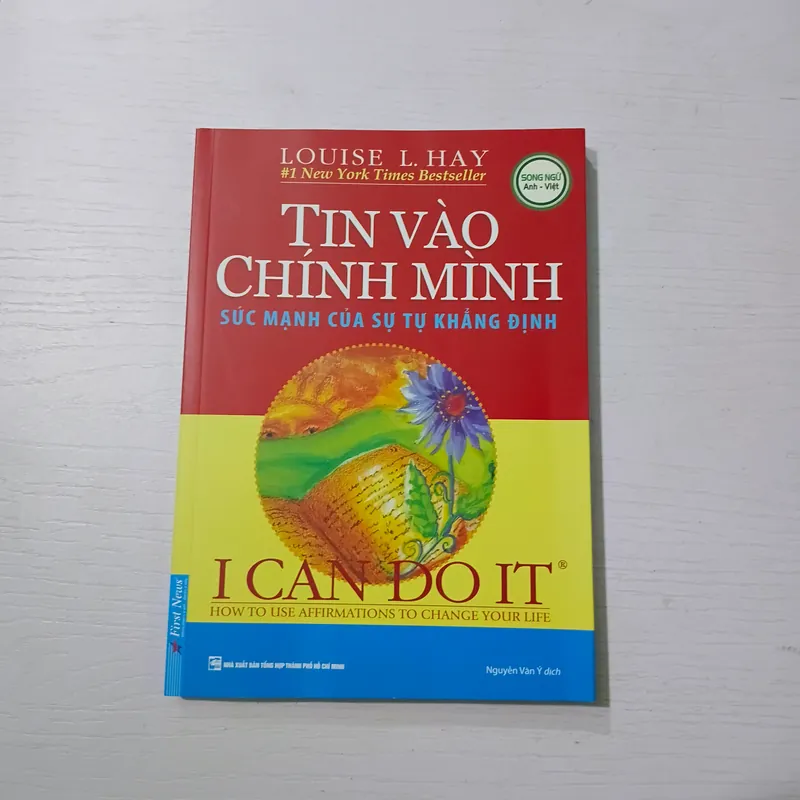 LOUISE L. HAY
#1 New York Times Bestseller
SONG NGỮ
Anh - Việt
TIN VÀO
CHÍNH MÌNH
SỨC MẠNH CỦA SỰ TỰ KHẲNG ĐỊNH
I CAN DO IT®
HOW TO USE AFFIRMATIONS TO CHANGE YOUR LIFE
First News
NHÀ XUẤT BẢN TỔNG HỢP THÀNH PHỐ HỒ CHÍ MINH
Nguyễn Văn Ý dịch